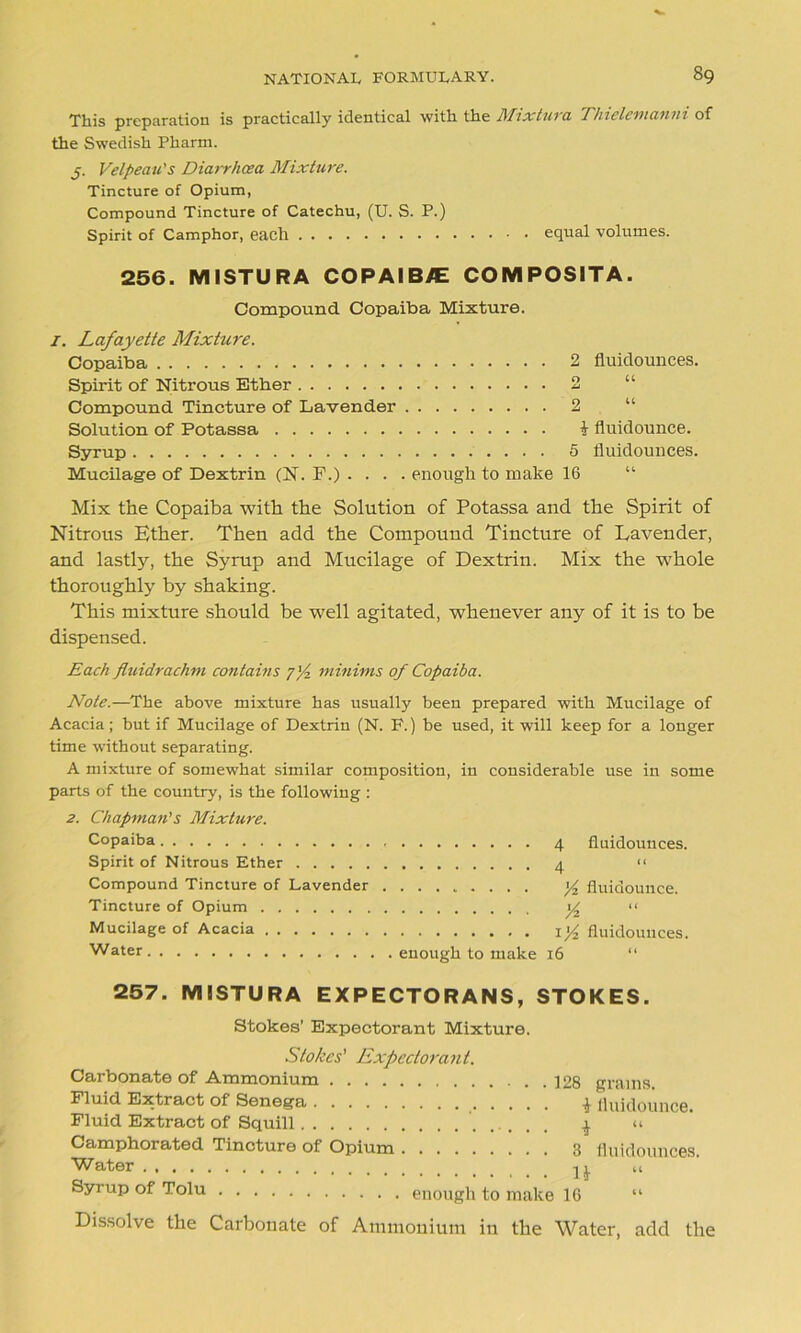 NATIONAL FORMULARY. 89
This preparation is practically identical with the Mixtura Thielemanni of
the Swedish Pharm.
5. Velpeau's Diarrhœa Mixture.
Tincture of Opium,
Compound Tincture of Catechu, (U. S. P.)
Spirit of Camphor, each . . . . . . . . . . . . . . . equal volumes.
256. MISTURA COPAIBÆ COMPOSITA.
Compound Copaiba Mixture.
1. Lafayette Mixture.
Copaiba . . . . . . . . . . . . . . . . . . . . . . . . 2 fluidounces.
Spirit of Nitrous Ether . . . . . . . . . . . . . . . 2 “
Compound Tincture of Lavender . . . . . . . . . 2 “
Solution of Potassa . . . . . . . . . . . . . . . . . ½ fluidounce.
Syrup . . . . . . . . . . . . . . . . . . . . . . . . . 5 fluidounces.
Mucilage of Dextrin (N. F.) . . . . enough to make 16 “
Mix the Copaiba with the Solution of Potassa and the Spirit of
Nitrous Ether. Then add the Compound Tincture of Lavender,
and lastly, the Syrup and Mucilage of Dextrin. Mix the whole
thoroughly by shaking.
This mixture should be well agitated, whenever any of it is to be
dispensed.
Each fluidrachm contains 7½ minims of Copaiba.
Note.—The above mixture has usually been prepared with Mucilage of
Acacia; but if Mucilage of Dextrin (N. F.) be used, it will keep for a longer
time without separating.
A mixture of somewhat similar composition, in considerable use in some
parts of the country, is the following :
2. Chapman's Mixture.
Copaiba . . . . . . . . . . . . . . . . . . . . . . . 4 fluidounces.
Spirit of Nitrous Ether . . . . . . . . . . . . . . . 4 “
Compound Tincture of Lavender . . . . . . . . . . ½ fluidounce.
Tincture of Opium . . . . . . . . . . . . . . . . . ½ “
Mucilage of Acacia . . . . . . . . . . . . . . . . . 1½ fluidounces.
Water . . . . . . . . . . . . . . . enough to make 16 “
257. MISTURA EXPECTORANS, STOKES.
Stokes' Expectorant Mixture.
Stokes' Expectorant.
Carbonate of Ammonium . . . . . . . . . . . . . 128 grains.
Fluid Extract of Senega . . . . . . . . . . . . . . . ½ fluidounce.
Fluid Extract of Squill . . . . . . . . . . . . . . . ½ “
Camphorated Tincture of Opium . . . . . . . . . 3 fluidounces.
Water . . . . . . . . . . . . . . . . . . . . . . . . 1½ “
Syrup of Tolu . . . . . . . . . . . enough to make 16 “
Dissolve the Carbonate of Ammonium in the Water, add the